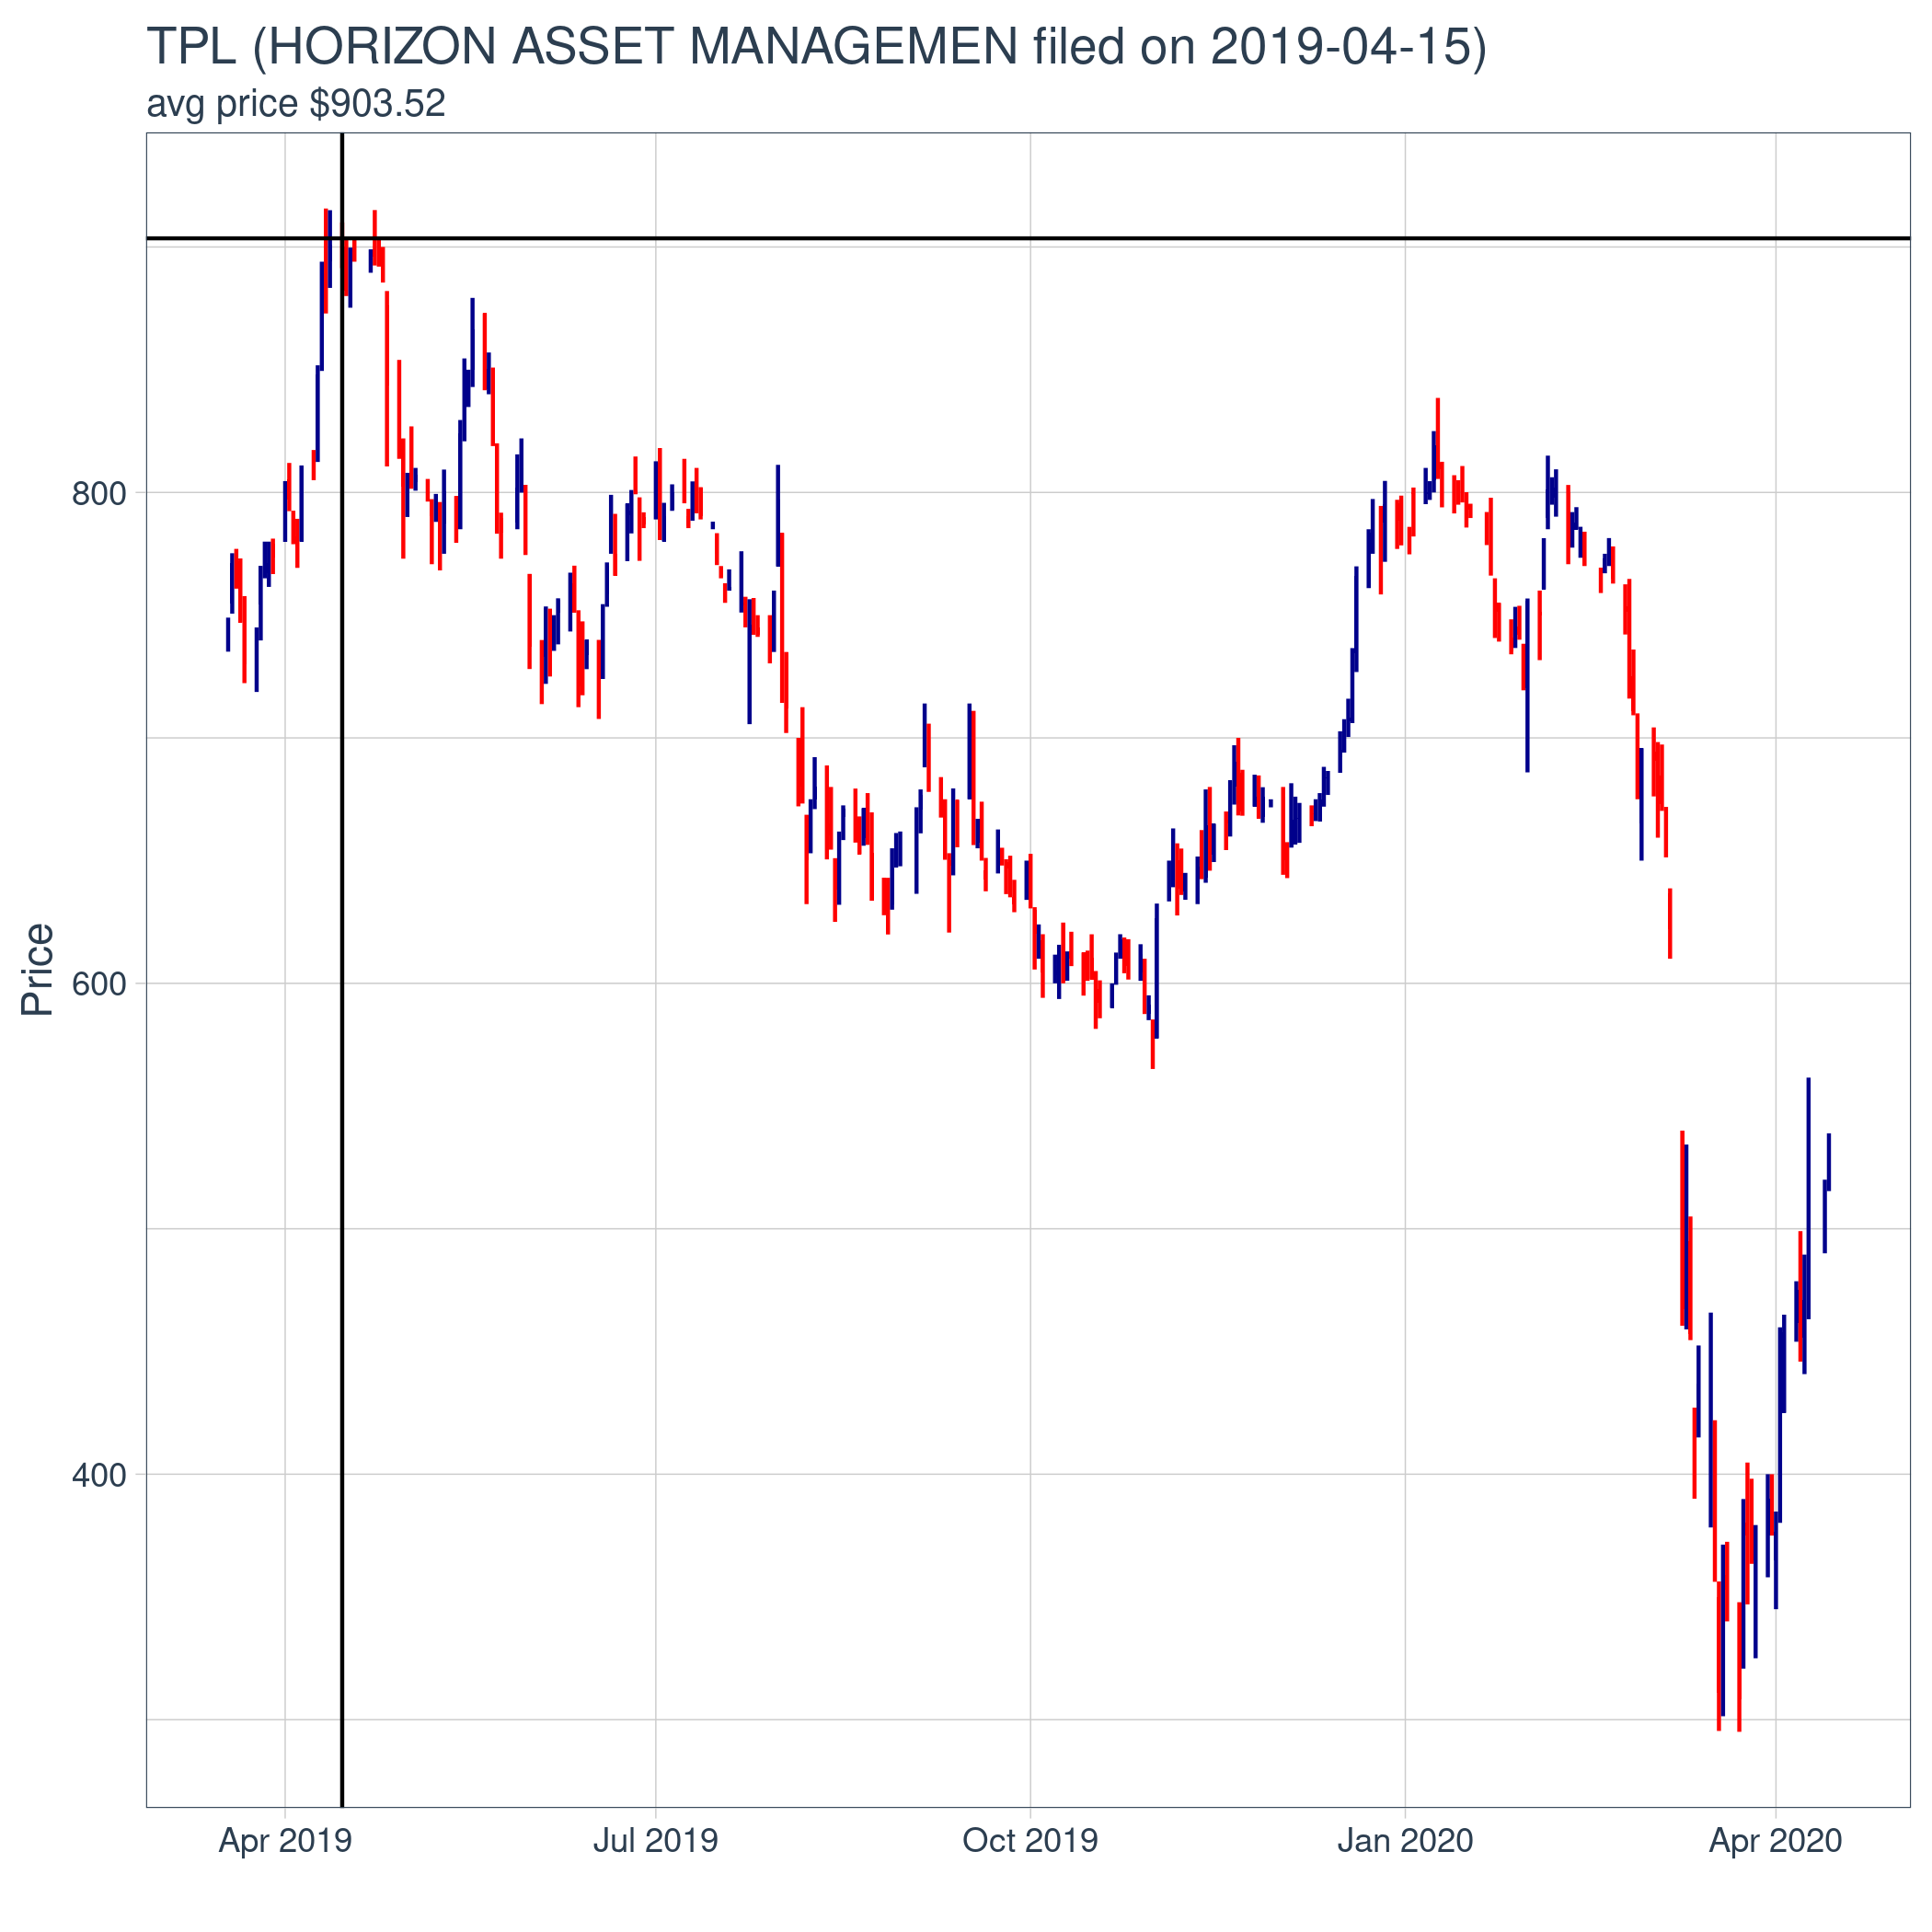 TPL (HORIZON ASSET MANAGEMEN filed on 2019-04-15)
avg price $903.52
Price
800
600
400
Apr 2019
Jul 2019
Oct 2019
Jan 2020
Apr 2020